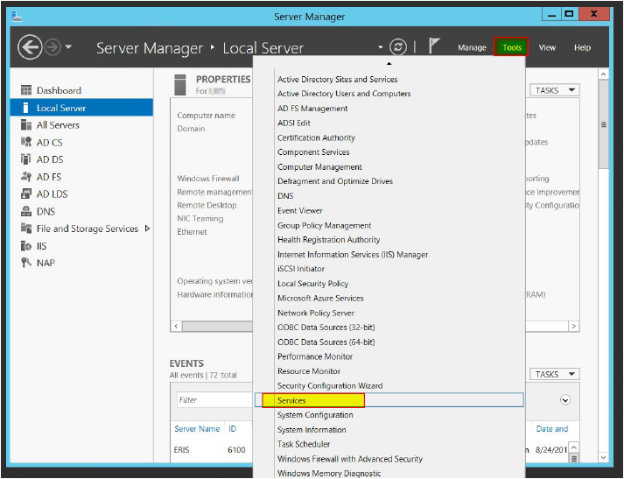 Server Manager
Server Manager • Local Server
Manage Tools View Help
Dashboard
Local Server
All Servers
AD CS
AD DS
AD FS
AD LDS
DNS
File and Storage Services
IIS
NAP
PROPERTIES
For
TASKS
Computer name
Domain
Windows Firewall
Remote management
Remote Desktop
NIC Teaming
Ethernet
Operating system ver
Hardware information
tes
pdates
porting
ce Improvemer
ty Configuratio
RAM)
Active Directory Sites and Services
Active Directory Users and Computers
AD FS Management
ADSI Edit
Certification Authority
Component Services
Computer Management
Defragment and Optimize Drives
DNS
Event Viewer
Group Policy Management
Health Registration Authority
Internet Information Services (IIS) Manager
iSCSI Initiator
Local Security Policy
Microsoft Azure Services
Network Policy Server
ODBC Data Sources (32-bit)
ODBC Data Sources (64-bit)
Performance Monitor
Resource Monitor
Security Configuration Wizard
Services
System Configuration
System Information
Task Scheduler
Windows Firewall with Advanced Security
Windows Memory Diagnostic
EVENTS
All events | 72 total
TASKS
Filter
Server Name ID Date and
ERIS 6100 n 8/24/201